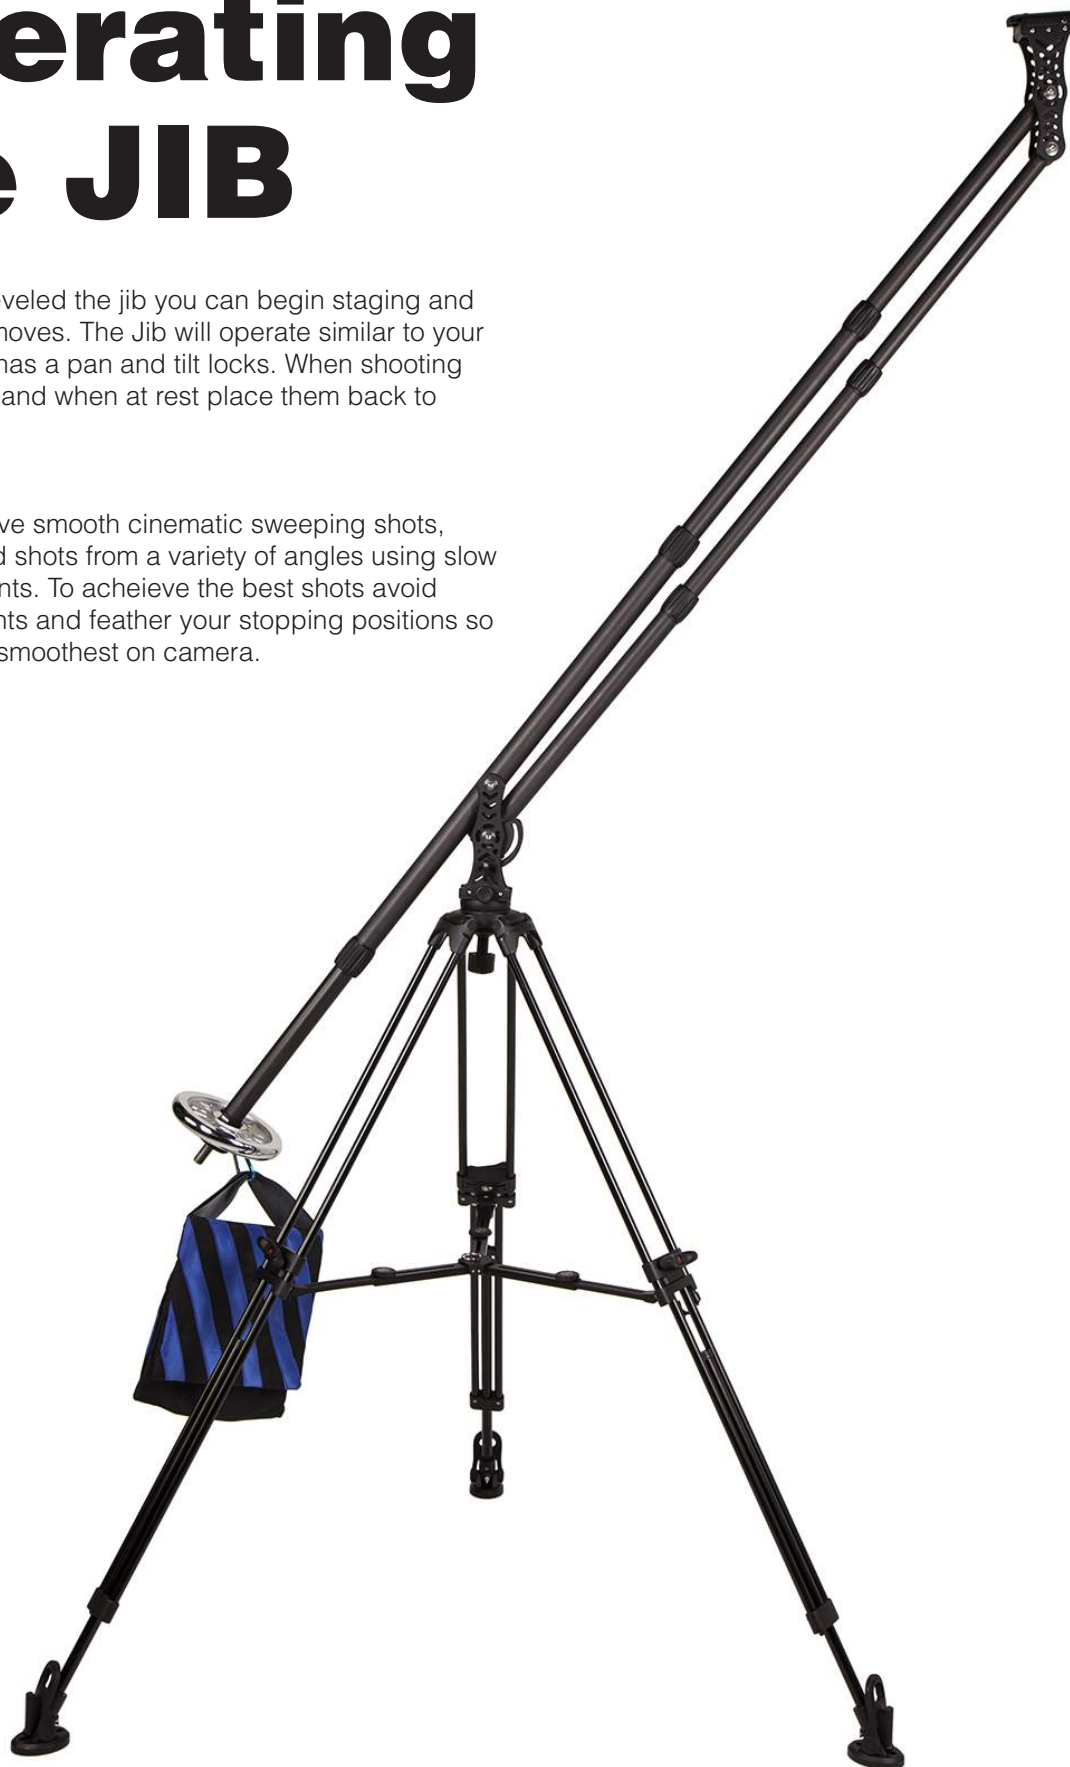 erating
e JIB
eveled the jib you can begin staging and
moves. The Jib will operate similar to your
has a pan and tilt locks. When shooting
and when at rest place them back to
ve smooth cinematic sweeping shots,
d shots from a variety of angles using slow
nts. To acheieve the best shots avoid
nts and feather your stopping positions so
smoothest on camera.